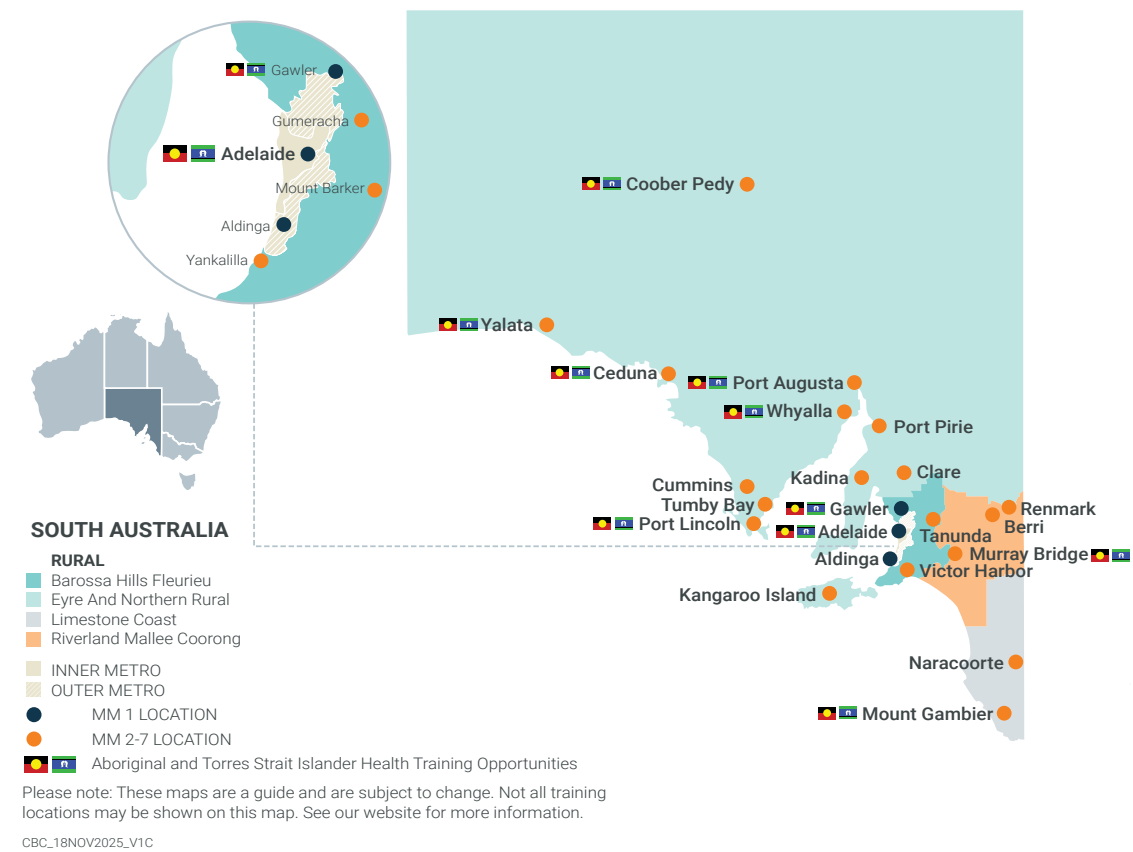 Gawler
Gumeracha
Adelaide
Mount Barker
Aldinga
Yankalilla
Coober Pedy
Yalata
Ceduna
Port Augusta
Whyalla
Port Pirie
Clare
Kadina
Cummins
Tumby Bay
Port Lincoln
Gawler
Adelaide
Aldinga
Renmark
Berri
Tanunda
Murray Bridge
Victor Harbor
Kangaroo Island
Naracoorte
Mount Gambier
SOUTH AUSTRALIA
RURAL
Barossa Hills Fleurieu
Eyre And Northern Rural
Limestone Coast
Riverland Mallee Coorong
INNER METRO
OUTER METRO
MM 1 LOCATION
MM 2-7 LOCATION
Aboriginal and Torres Strait Islander Health Training Opportunities
Please note: These maps are a guide and are subject to change. Not all training
locations may be shown on this map. See our website for more information.
CBC_18NOV2025_V1C